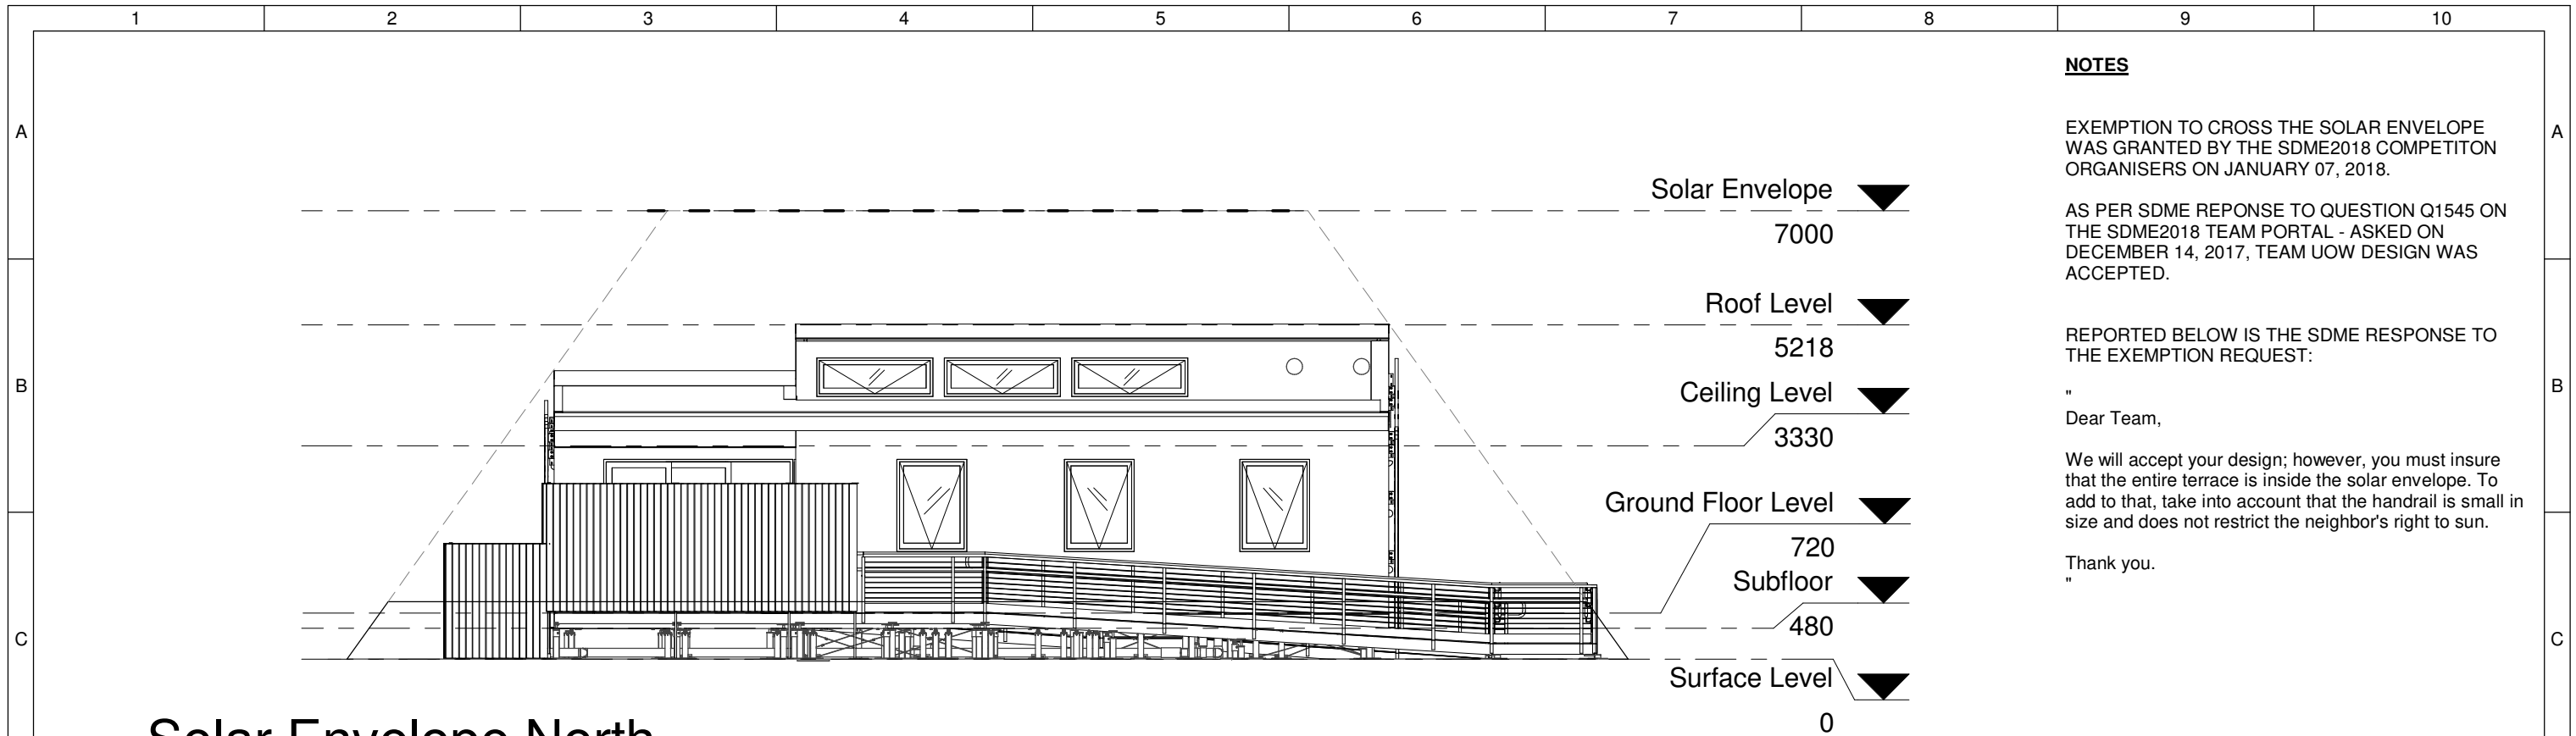 1 2 3 4 5 6 7 8 9 10
A A
B B
C C
Solar Envelope
7000
Roof Level
5218
Ceiling Level
3330
Ground Floor Level
720
Subfloor
480
Surface Level
0
Solar Envelope North
NOTES
EXEMPTION TO CROSS THE SOLAR ENVELOPE
WAS GRANTED BY THE SDME2018 COMPETITON
ORGANISERS ON JANUARY 07, 2018.
AS PER SDME REPONSE TO QUESTION Q1545 ON
THE SDME2018 TEAM PORTAL - ASKED ON
DECEMBER 14, 2017, TEAM UOW DESIGN WAS
ACCEPTED.
REPORTED BELOW IS THE SDME RESPONSE TO
THE EXEMPTION REQUEST:
"
Dear Team,
We will accept your design; however, you must insure
that the entire terrace is inside the solar envelope. To
add to that, take into account that the handrail is small in
size and does not restrict the neighbor's right to sun.
Thank you.
"